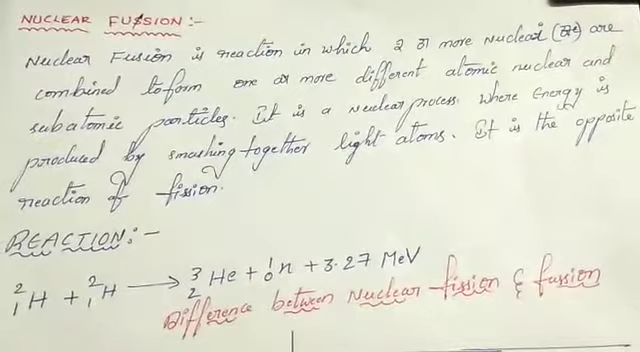 NUCLEAR FUSSION:-
Nuclear Fusion is reaction in which 2 or more Nuclei (2e) are
combined to form one or more different atomic nuclear and
subatomic particles. It is a Nuclear process. Where Energy is
produced by smashing together light atoms. It is the opposite
reaction of fission.
REACTION:-
²₁H + ²₁H ⟶ ³₂He + ¹₀n + 3.27 MeV
Difference between Nuclear fission & fussion